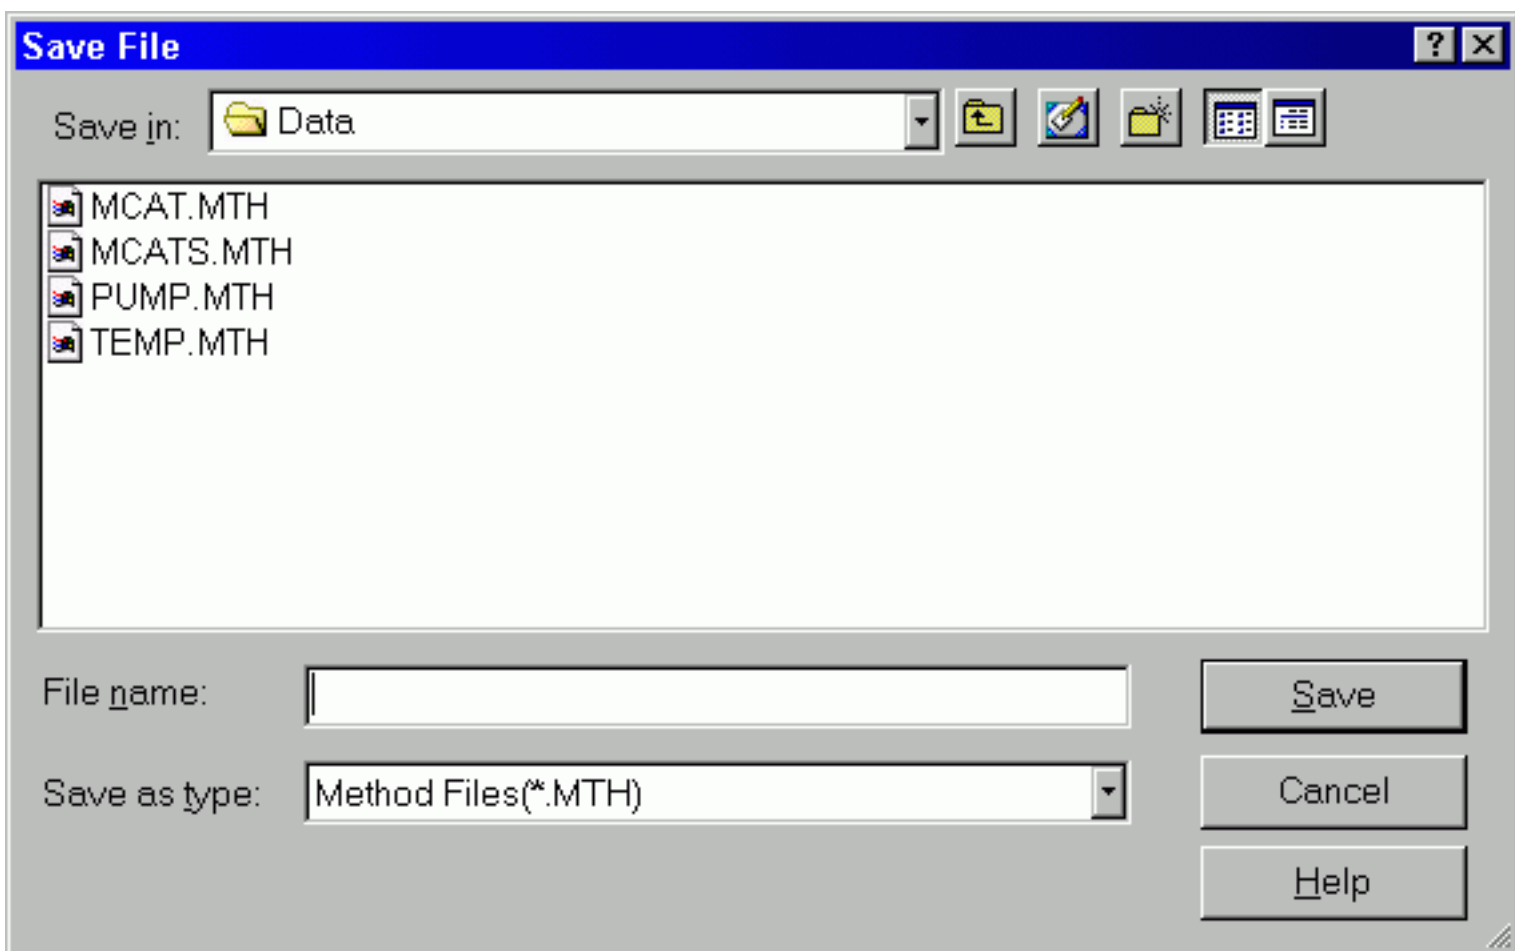 Save File
Save in: Data
MCAT.MTH
MCATS.MTH
PUMP.MTH
TEMP.MTH
File name:
Save
Save as type: Method Files(*.MTH)
Cancel
Help